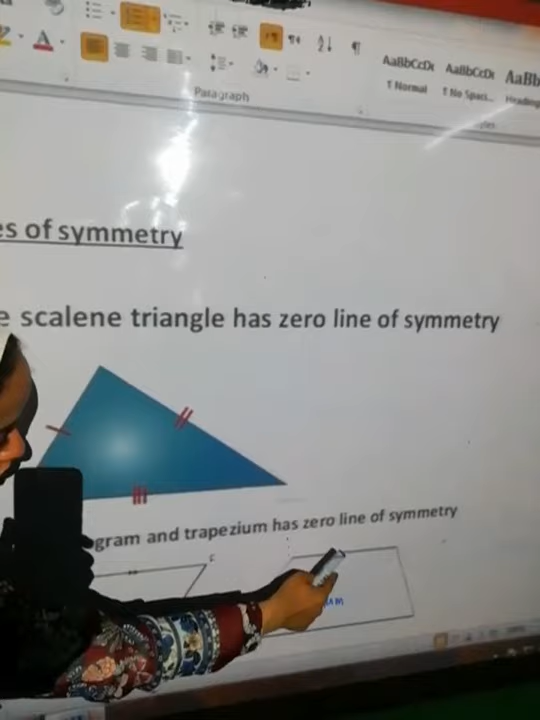 AaBbCcDc AaBbCcDc AaBb
¶ Normal ¶ No Spaci... Heading
Paragraph
es of symmetry
e scalene triangle has zero line of symmetry
gram and trapezium has zero line of symmetry